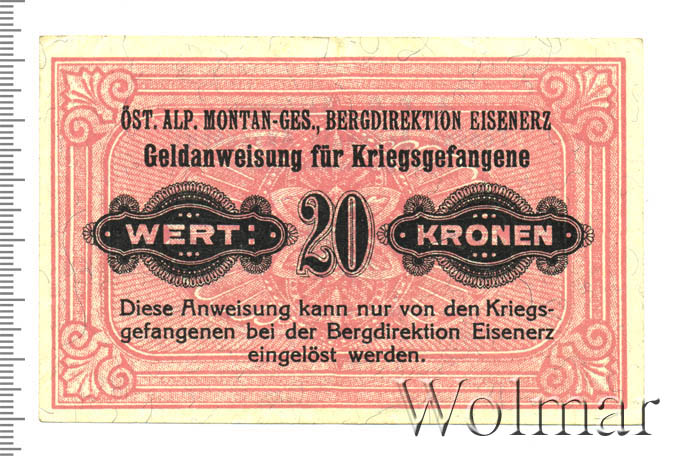 ÖST. ALP. MONTAN-GES., BERGDIREKTION EISENERZ
Geldanweisung für Kriegsgefangene
WERT: 20 KRONEN
Diese Anweisung kann nur von den Kriegs-
gefangenen bei der Bergdirektion Eisenerz
eingelöst werden.
Wolmar